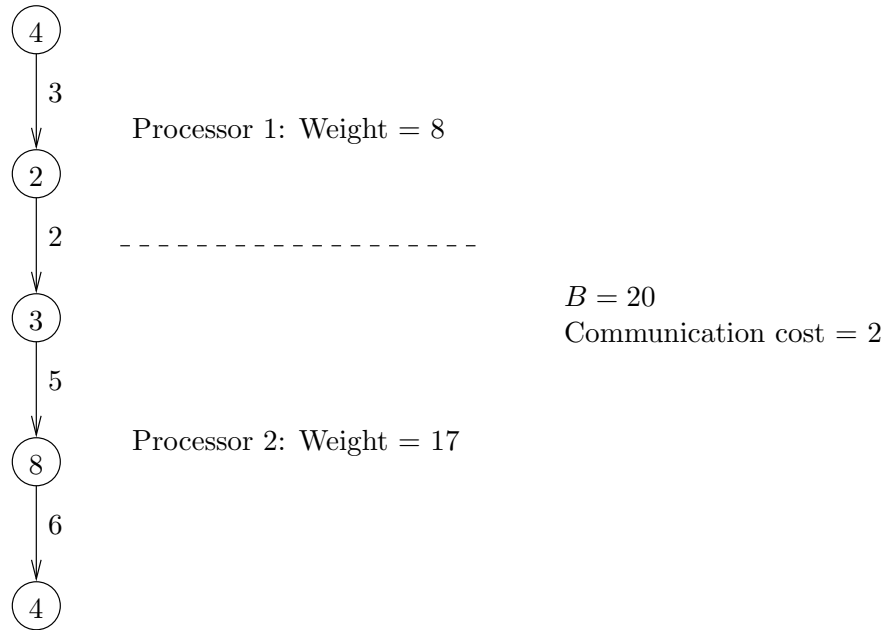 4
3
Processor 1: Weight = 8
2
2
B = 20
3
Communication cost = 2
5
Processor 2: Weight = 17
8
6
4